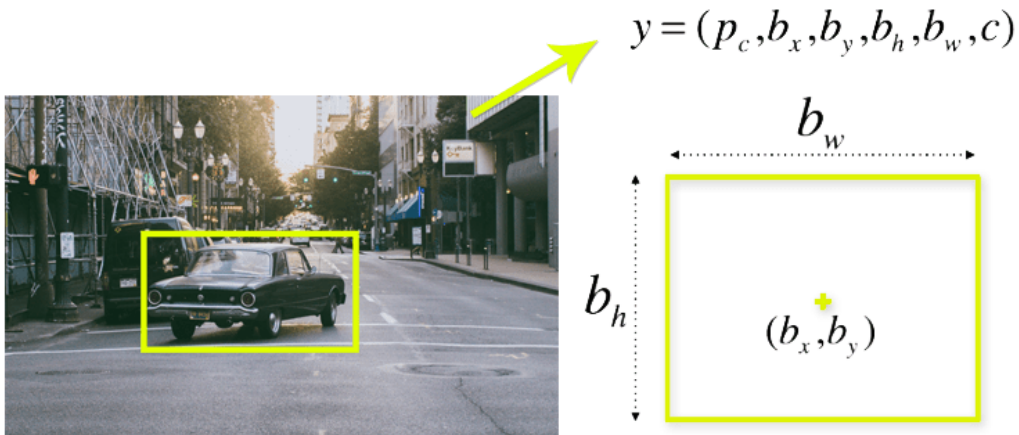 y = (p_c, b_x, b_y, b_h, b_w, c)
b_w
b_h
(b_x, b_y)